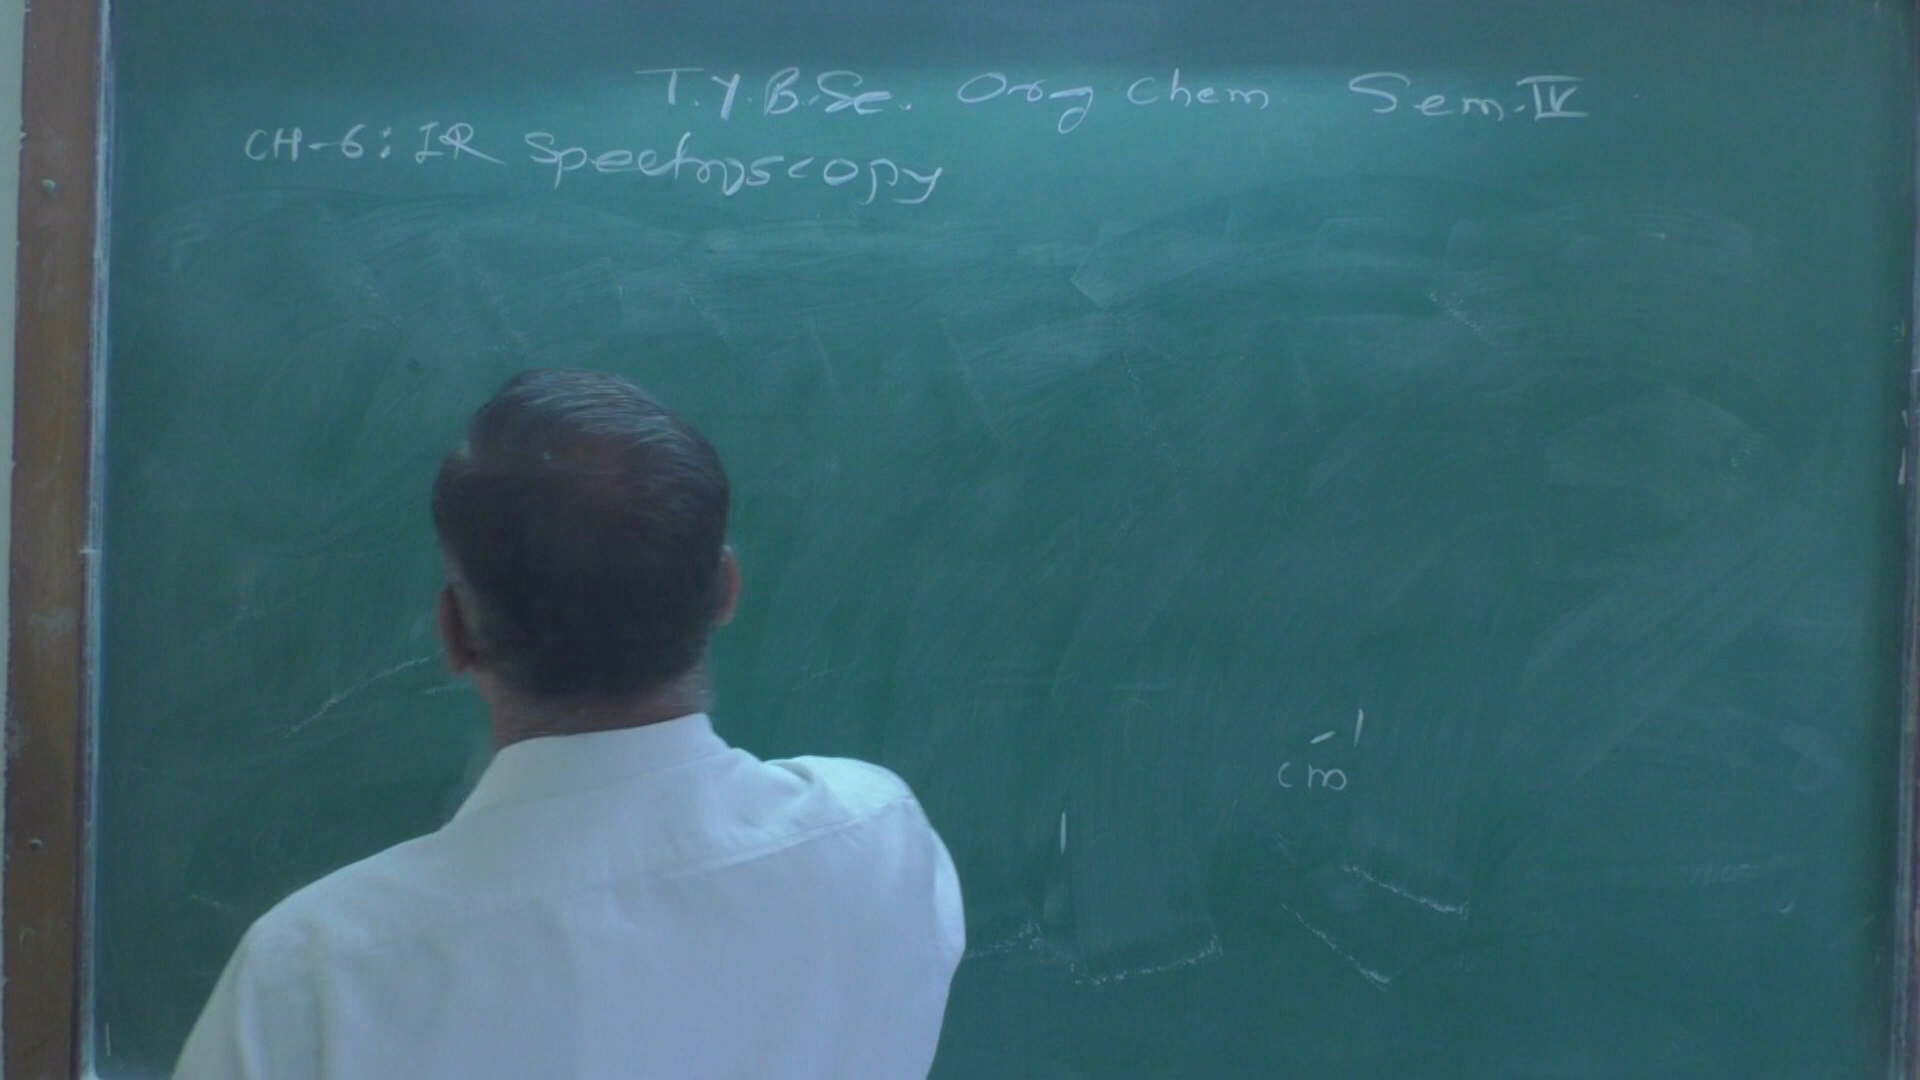 T.Y.B.Sc. Org Chem Sem. IV
CH-6: IR Spectroscopy
cm⁻¹